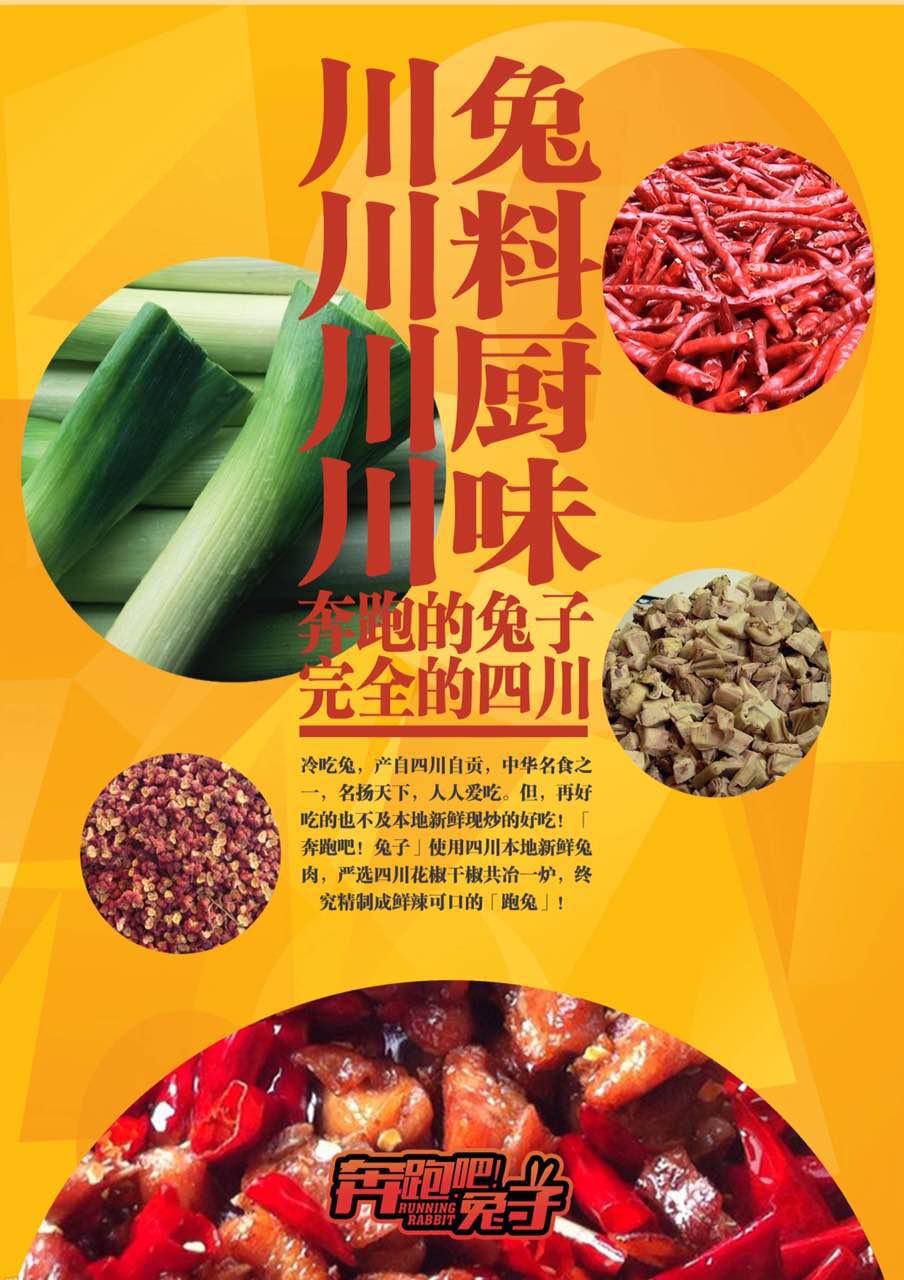 川兔
川料
川厨
川味
奔跑的兔子
完全的四川
冷吃兔，产自四川自贡，中华名食之
一，名扬天下，人人爱吃。但，再好
吃的也不及本地新鲜现炒的好吃！「
奔跑吧！兔子」使用四川本地新鲜兔
肉，严选四川花椒干椒共冶一炉，终
究精制成鲜辣可口的「跑兔」！
奔跑吧！兔子
RUNNING
RABBIT